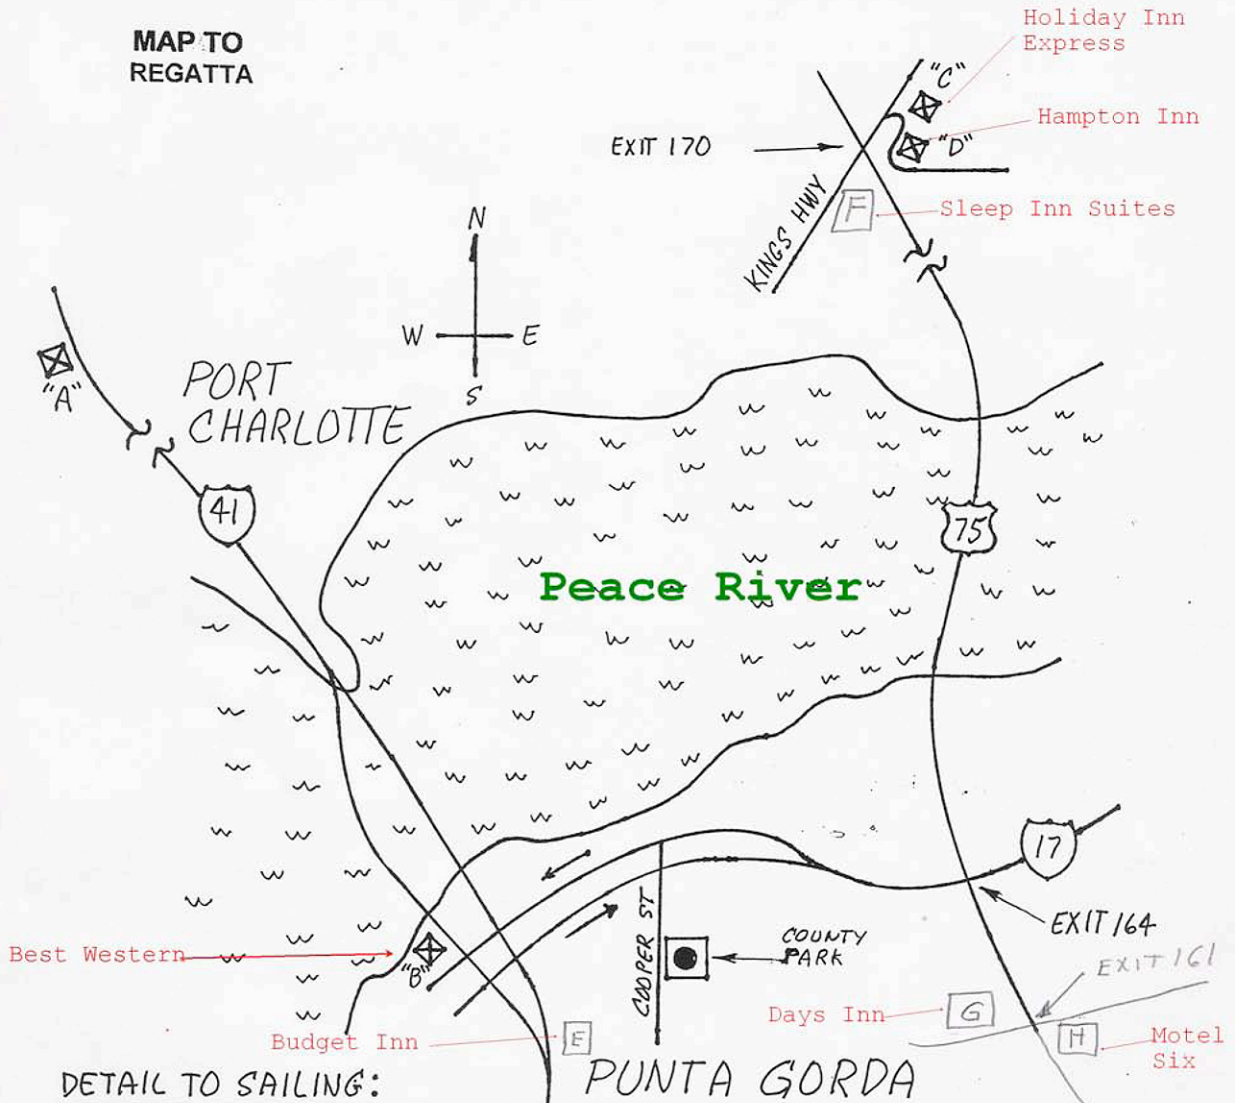 MAP TO
REGATTA
Holiday Inn
Express
"C"
Hampton Inn
"D"
EXIT 170
F
Sleep Inn Suites
KINGS HWY
N
W E
S
"A"
PORT
CHARLOTTE
41
75
Peace River
17
EXIT 164
COOPER ST
COUNTY
PARK
EXIT 161
Best Western
"B"
Days Inn
G
Budget Inn
E
H
Motel
Six
DETAIL TO SAILING:
PUNTA GORDA